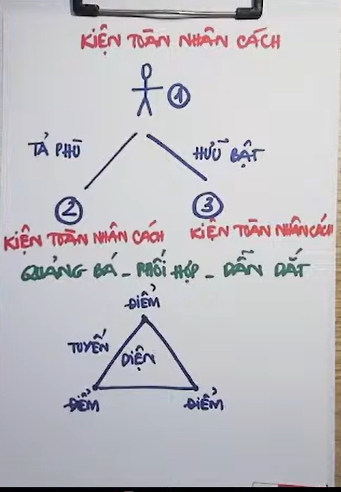 KIỆN TOÀN NHÂN CÁCH
①
TẢ PHÙ
HỮU BẬT
②
③
KIỆN TOÀN NHÂN CÁCH
KIỆN TOÀN NHÂN CÁCH
QUẢNG BÁ - PHỐI HỢP - DẪN DẮT
ĐIỂM
TUYẾN
DIỆN
ĐIỂM
ĐIỂM